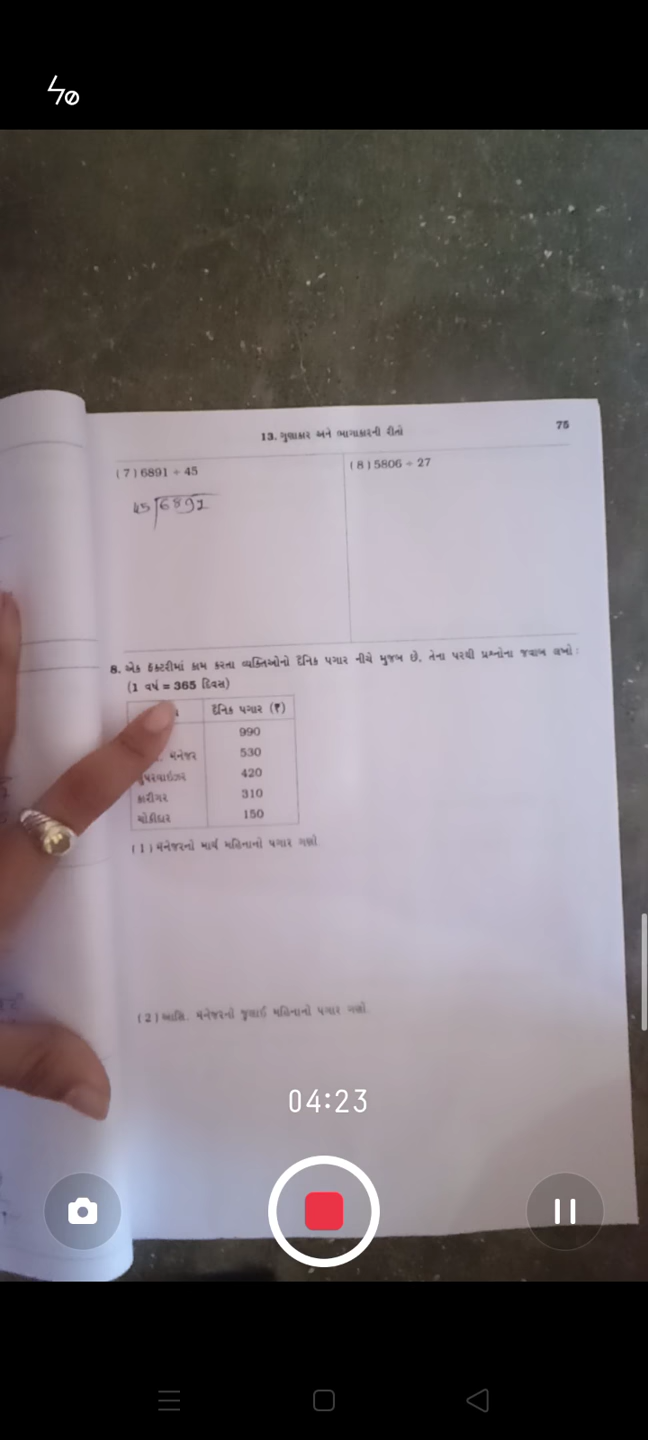 13. ગુણાકાર અને ભાગાકારની રીતો
75
(7) 6891 ÷ 45
45 6891
(8) 5806 ÷ 27
8. એક ફૅક્ટરીમાં કામ કરતા વ્યક્તિઓનો દૈનિક પગાર નીચે મુજબ છે, તેના પરથી પ્રશ્નોના જવાબ લખો :
(1 વર્ષ = 365 દિવસ)
દૈનિક પગાર (₹)
990
મૅનેજર 530
સુપરવાઇઝર 420
કારીગર 310
ચોકીદાર 150
(1) મૅનેજરનો માર્ચ મહિનાનો પગાર ગણો.
(2) આસિ. મૅનેજરનો જુલાઈ મહિનાનો પગાર ગણો.
04:23